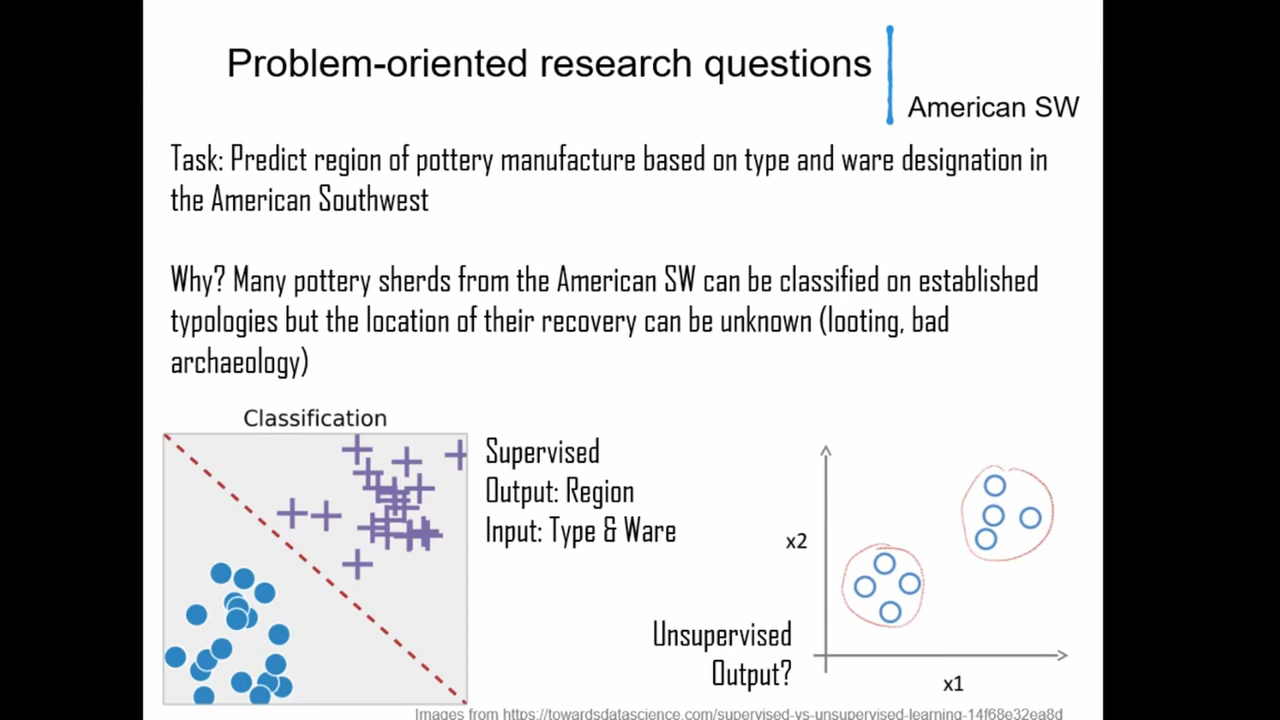 Problem-oriented research questions
American SW
Task: Predict region of pottery manufacture based on type and ware designation in
the American Southwest
Why? Many pottery sherds from the American SW can be classified on established
typologies but the location of their recovery can be unknown (looting, bad
archaeology)
Classification
Supervised
Output: Region
Input: Type & Ware
x2
Unsupervised
Output?
x1
Images from https://towardsdatascience.com/supervised-vs-unsupervised-learning-14f68e32ea8d